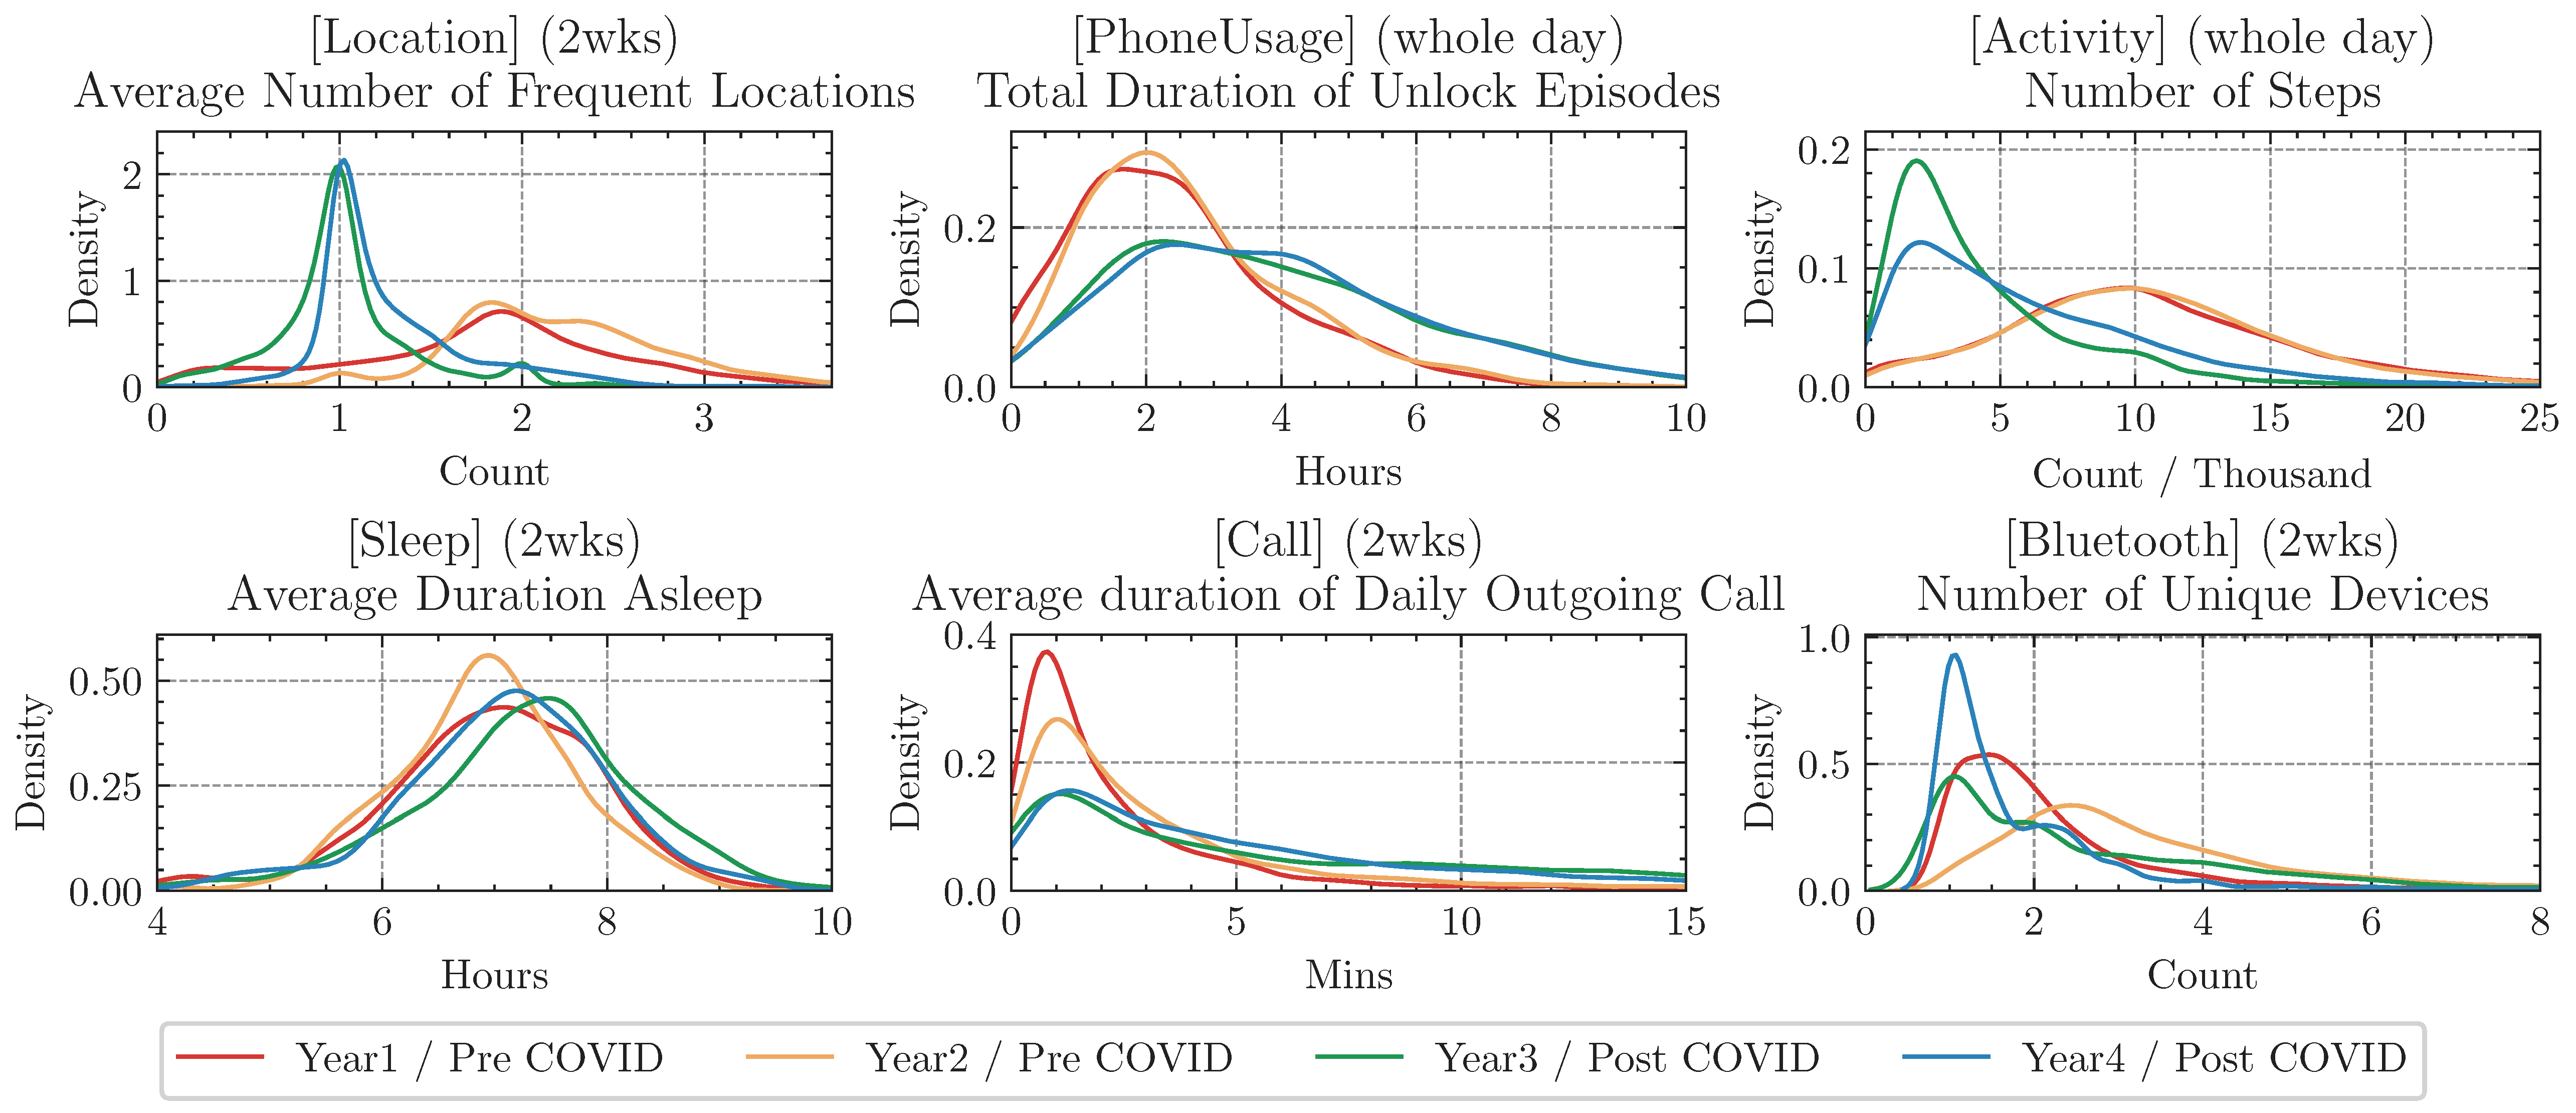 [Location] (2wks)
Average Number of Frequent Locations
Density
2
1
0
0 1 2 3
Count
[PhoneUsage] (whole day)
Total Duration of Unlock Episodes
Density
0.2
0.0
0 2 4 6 8 10
Hours
[Activity] (whole day)
Number of Steps
Density
0.2
0.1
0.0
0 5 10 15 20 25
Count / Thousand
[Sleep] (2wks)
Average Duration Asleep
Density
0.50
0.25
0.00
4 6 8 10
Hours
[Call] (2wks)
Average duration of Daily Outgoing Call
Density
0.4
0.2
0.0
0 5 10 15
Mins
[Bluetooth] (2wks)
Number of Unique Devices
Density
1.0
0.5
0.0
0 2 4 6 8
Count
Year1 / Pre COVID
Year2 / Pre COVID
Year3 / Post COVID
Year4 / Post COVID